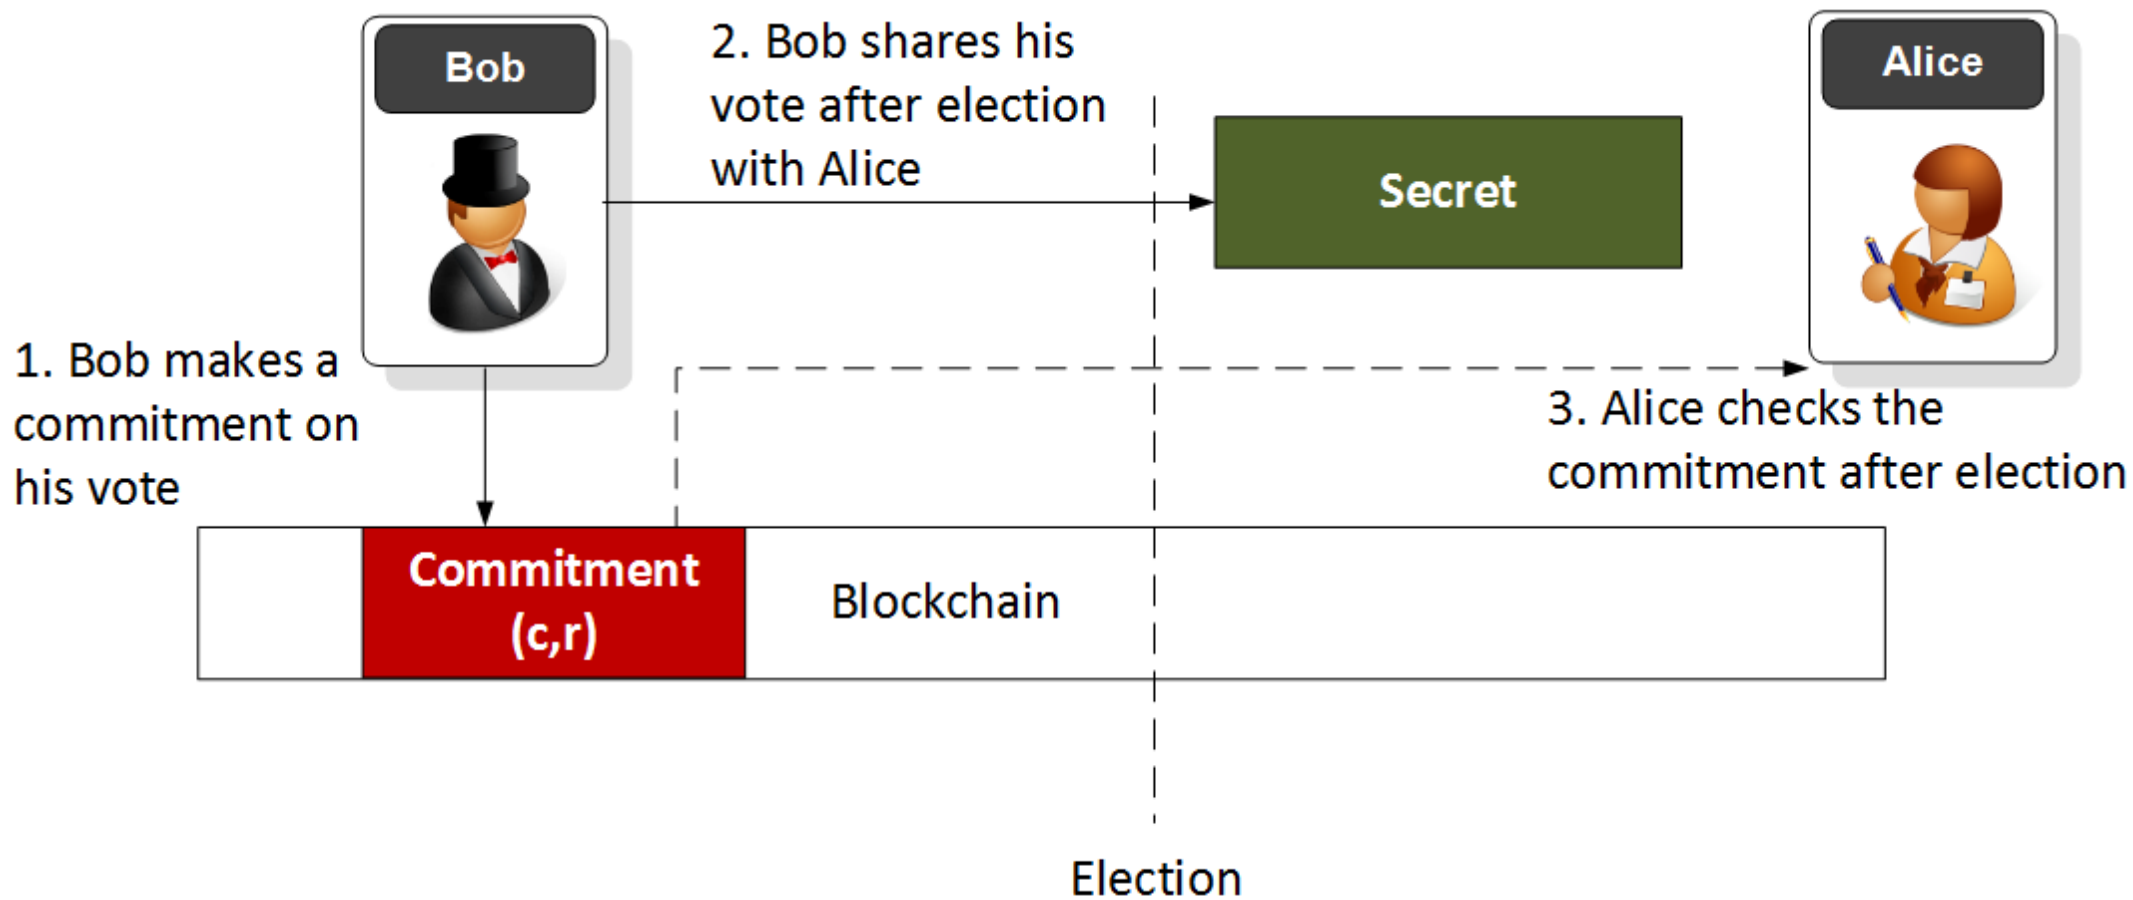 Bob
2. Bob shares his
vote after election
with Alice
Alice
Secret
1. Bob makes a
commitment on
his vote
3. Alice checks the
commitment after election
Commitment
(c,r)
Blockchain
Election